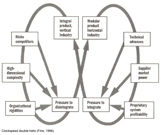 Integral
product,
vertical
industry
Modular
product,
horizontal
industry
Niche
competitors
Technical
advances
High-
dimensional
complexity
Supplier
market
power
Organizational
rigidities
Pressure to
disintegrate
Pressure to
integrate
Proprietary
system
profitability
Conceptual double helix (Fine, 1998).